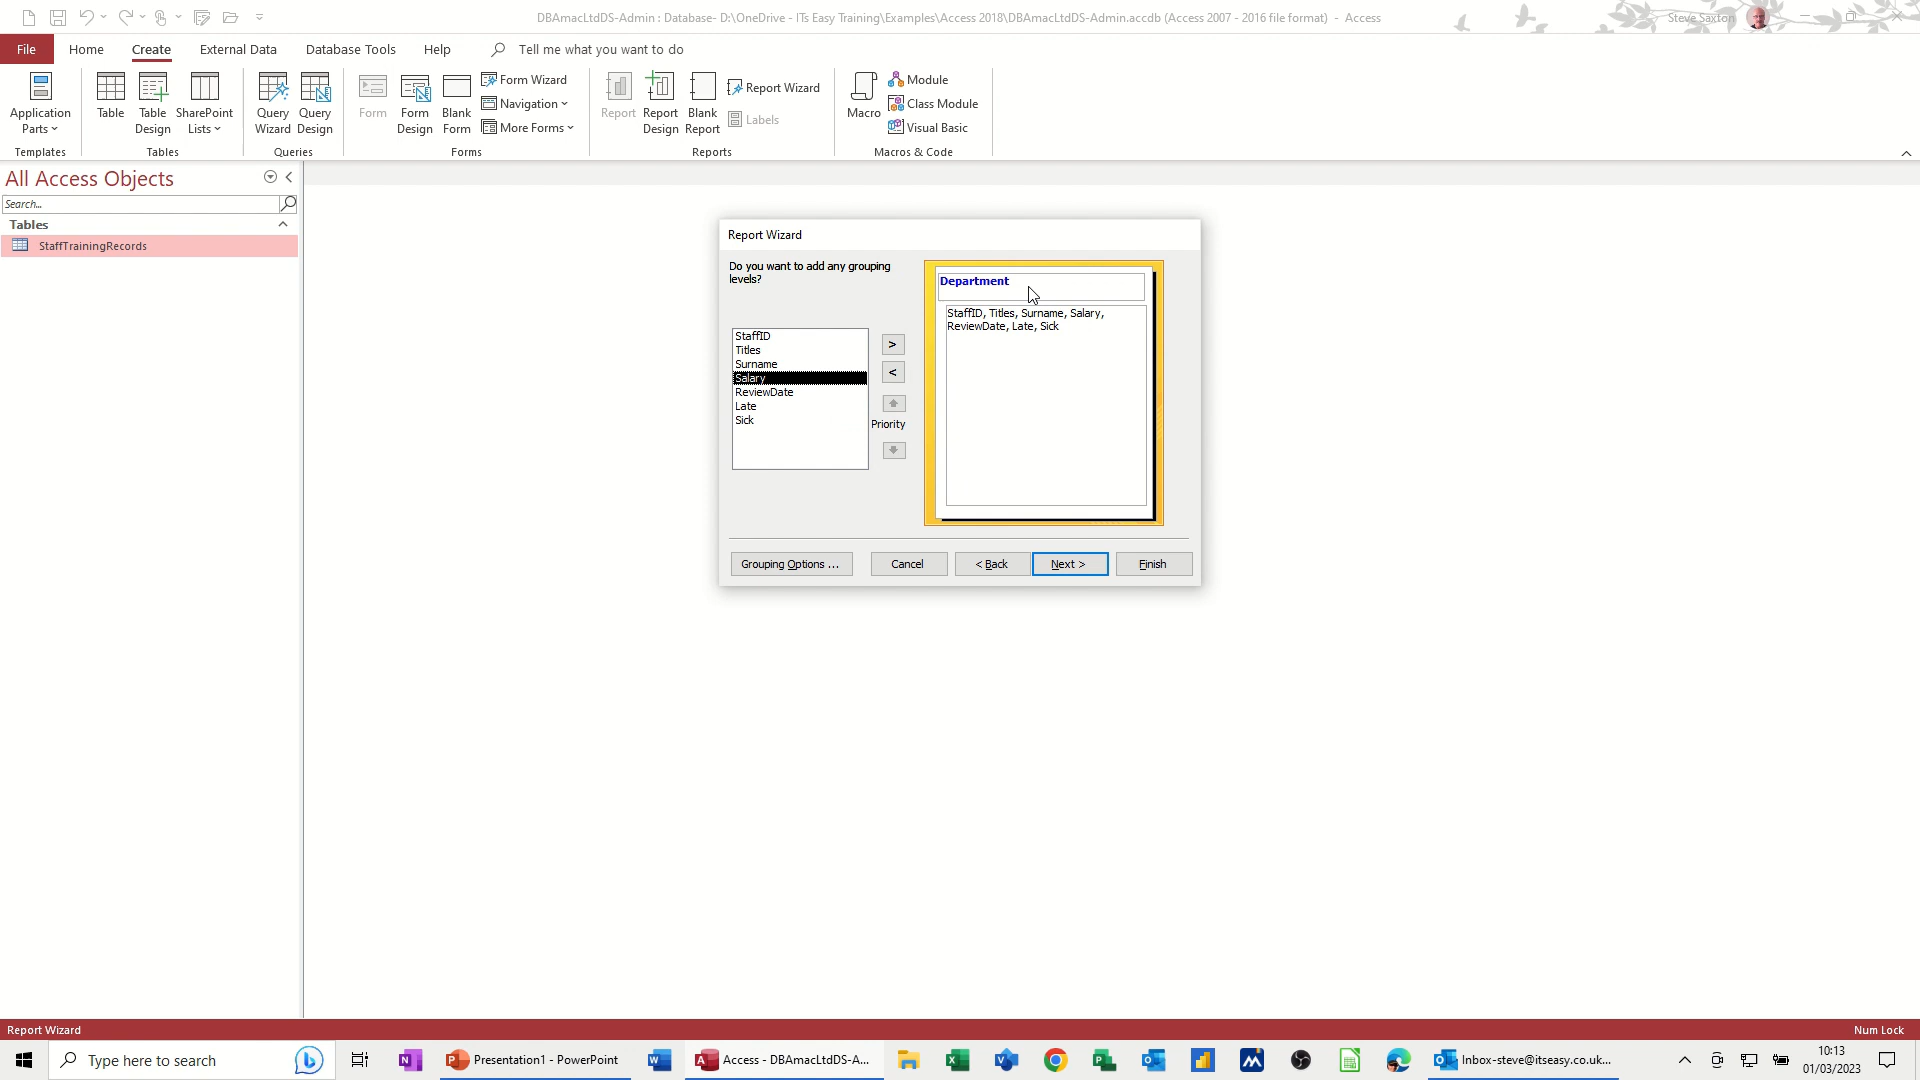 DBAmacLtdDS-Admin : Database- D:\OneDrive - ITs Easy Training\Examples\Access 2018\DBAmacLtdDS-Admin.accdb (Access 2007 - 2016 file format) - Access
Steve Saxton
File
Home
Create
External Data
Database Tools
Help
Tell me what you want to do
Application Parts
Table
Table Design
SharePoint Lists
Query Wizard
Query Design
Form
Form Design
Blank Form
Form Wizard
Navigation
More Forms
Report
Report Design
Blank Report
Report Wizard
Labels
Macro
Module
Class Module
Visual Basic
Templates
Tables
Queries
Forms
Reports
Macros & Code
All Access Objects
Search...
Tables
StaffTrainingRecords
Report Wizard
Do you want to add any grouping
levels?
StaffID
Titles
Surname
Salary
ReviewDate
Late
Sick
>
<
Priority
Department
StaffID, Titles, Surname, Salary,
ReviewDate, Late, Sick
Grouping Options ...
Cancel
< Back
Next >
Finish
Report Wizard
Num Lock
Type here to search
Presentation1 - PowerPoint
Access - DBAmacLtdDS-A...
Inbox-steve@itseasy.co.uk...
10:13
01/03/2023